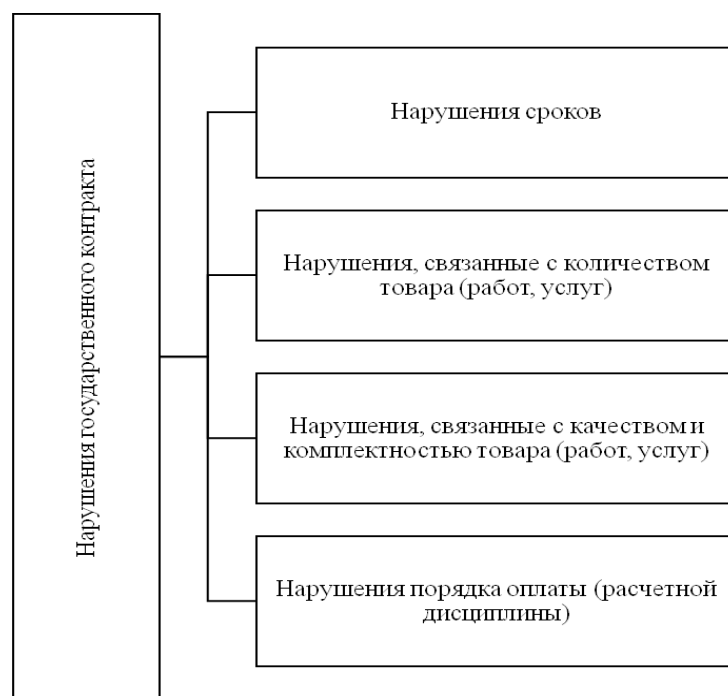 Нарушения государственного контракта
Нарушения сроков
Нарушения, связанные с количеством
товара (работ, услуг)
Нарушения, связанные с качеством и
комплектностью товара (работ, услуг)
Нарушения порядка оплаты (расчетной
дисциплины)